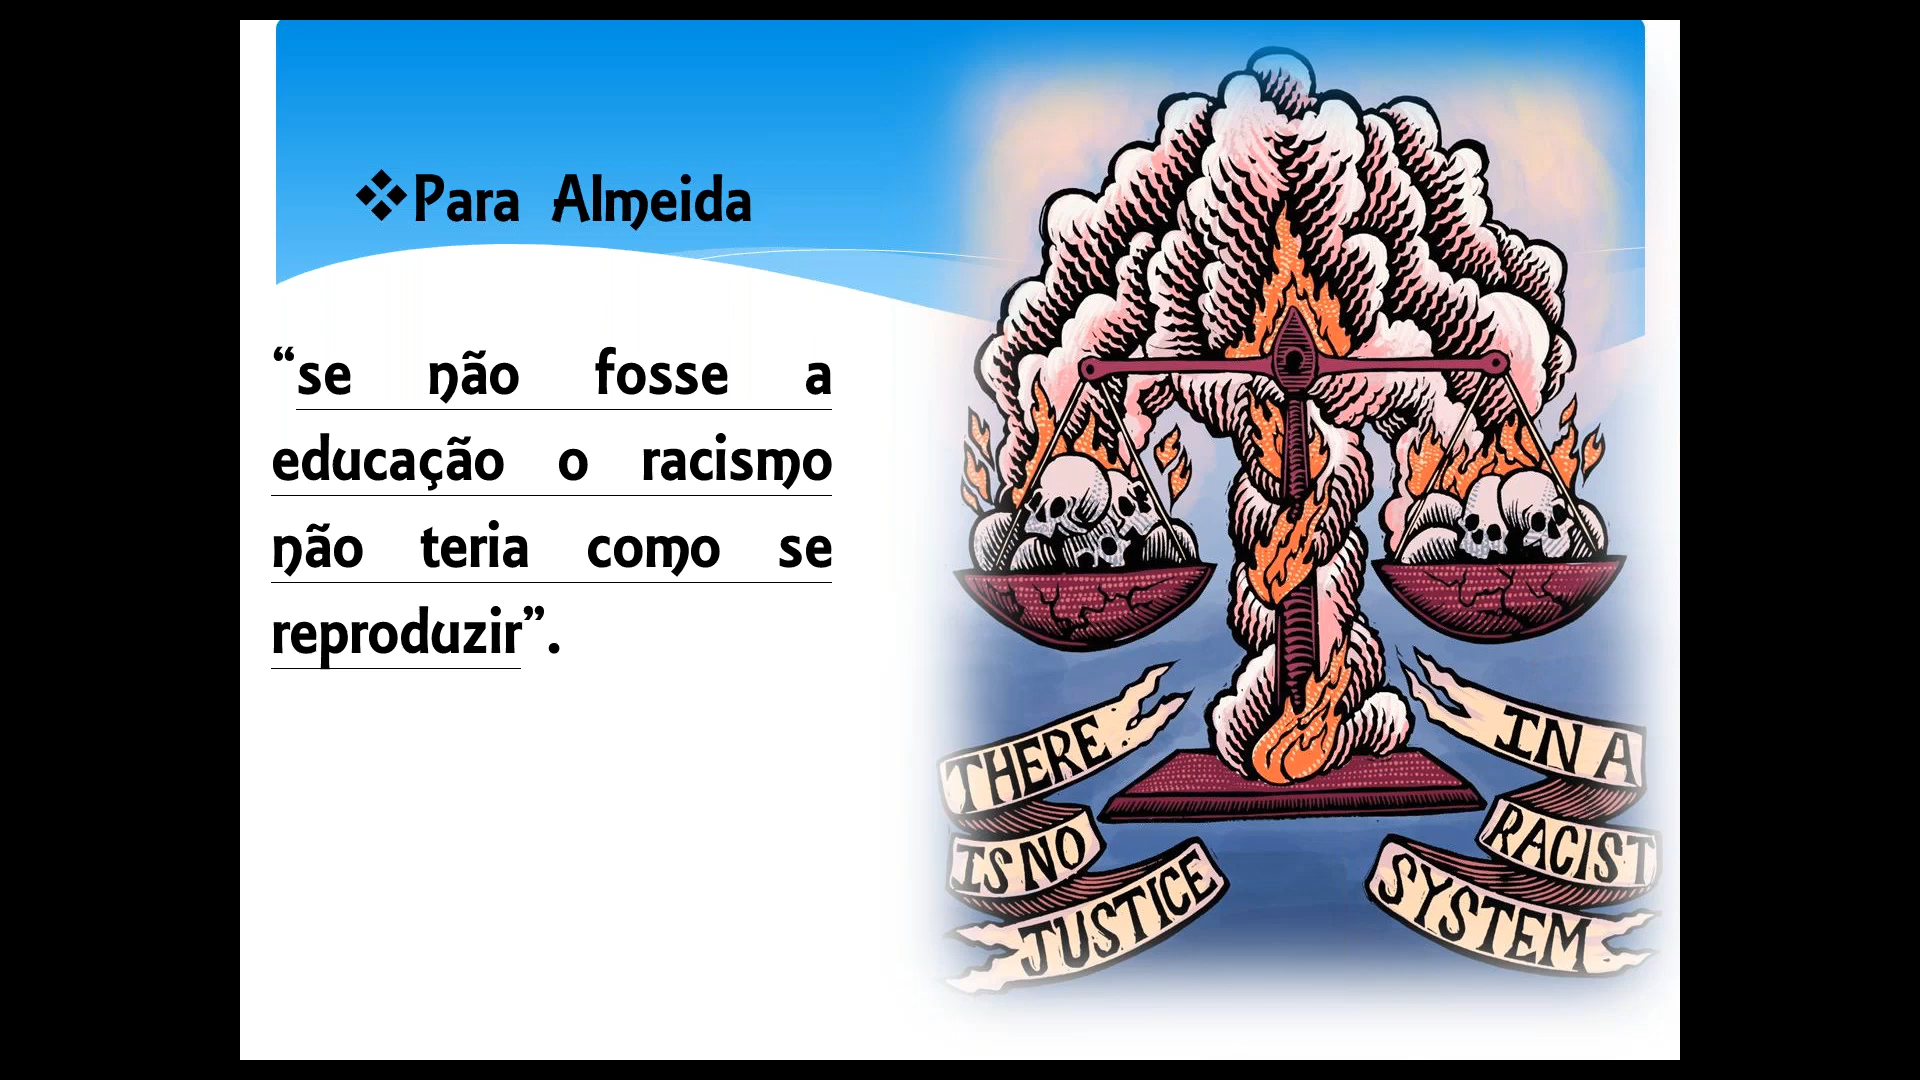 ❖Para Almeida
“se não fosse a
educação o racismo
não teria como se
reproduzir”.
THERE
IS NO
JUSTICE
IN A
RACIST
SYSTEM